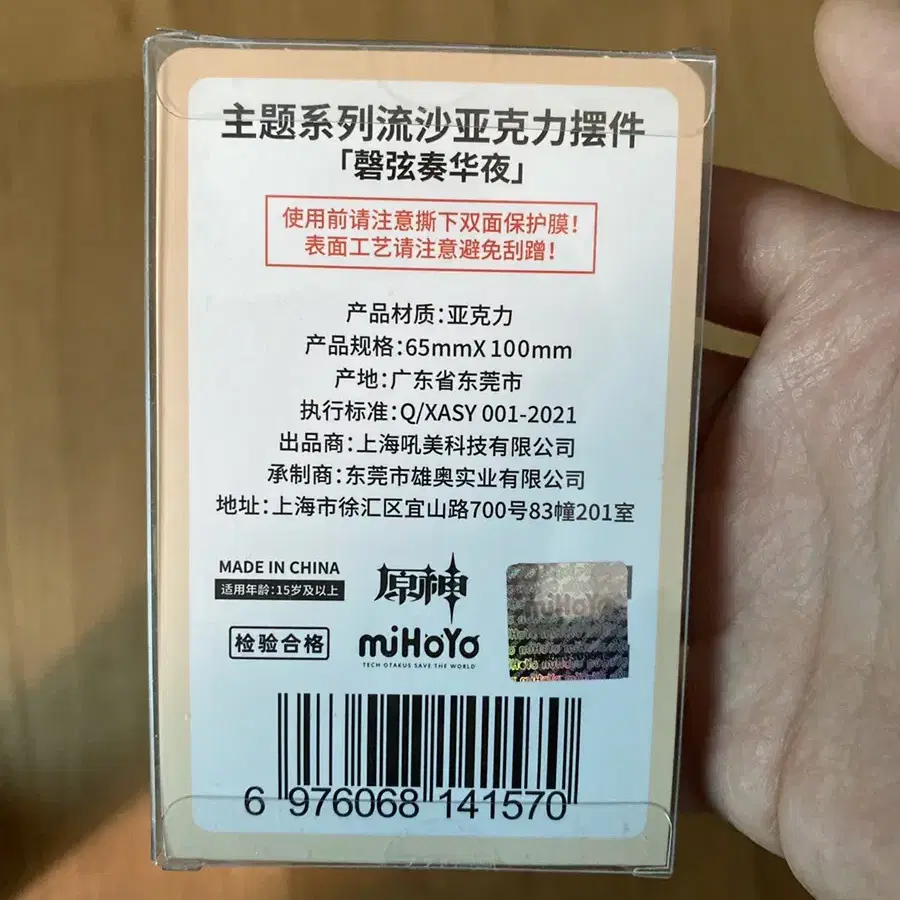 主题系列流沙亚克力摆件
「磬弦奏华夜」
使用前请注意撕下双面保护膜!
表面工艺请注意避免刮蹭!
产品材质:亚克力
产品规格:65mmX100mm
产地:广东省东莞市
执行标准:Q/XASY 001-2021
出品商:上海吼美科技有限公司
承制商:东莞市雄奥实业有限公司
地址:上海市徐汇区宜山路700号83幢201室
MADE IN CHINA
适用年龄:15岁及以上
检验合格
原神
miHoYo
TECH OTAKUS SAVE THE WORLD
miHoYo
6 976068 141570